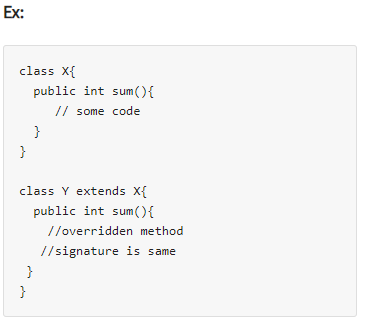 Ex:
class X{
public int sum(){
// some code
}
}
class Y extends X{
public int sum(){
//overridden method
//signature is same
}
}